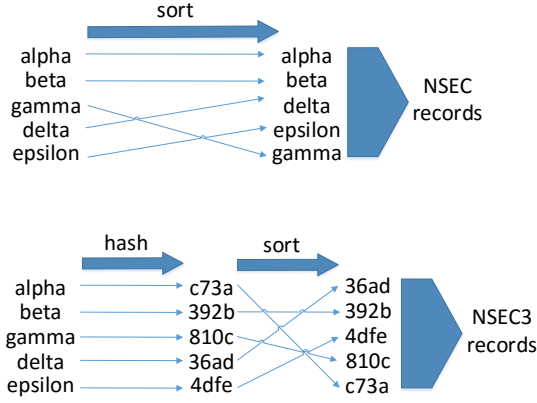 sort
alpha alpha
beta beta
gamma delta
delta epsilon
epsilon gamma
NSEC
records
hash sort
alpha c73a 36ad
beta 392b 392b
gamma 810c 4dfe
delta 36ad 810c
epsilon 4dfe c73a
NSEC3
records